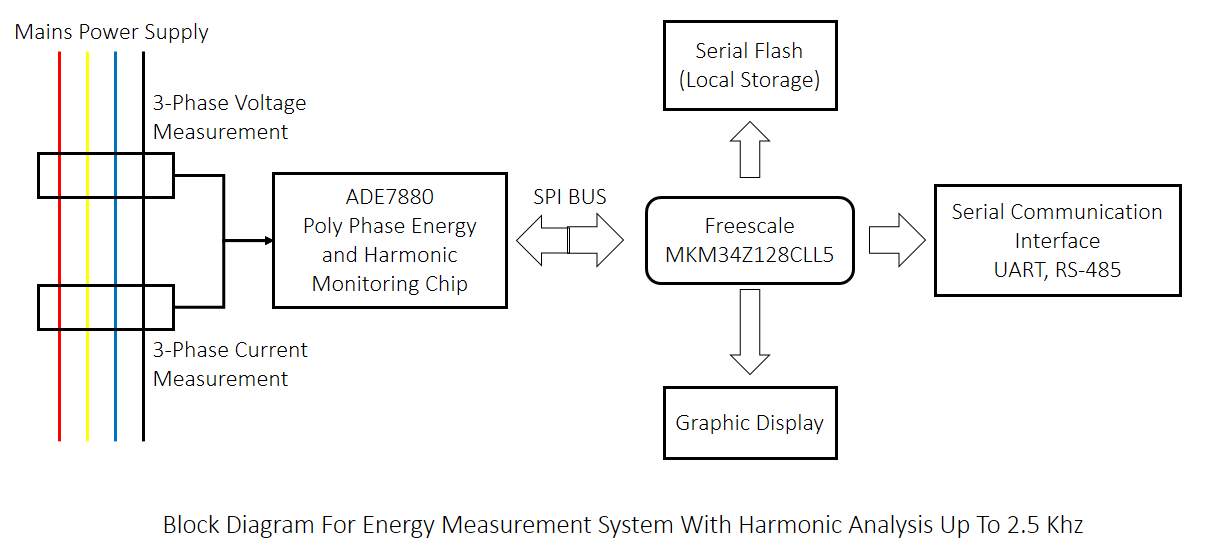 Mains Power Supply
3-Phase Voltage
Measurement
3-Phase Current
Measurement
ADE7880
Poly Phase Energy
and Harmonic
Monitoring Chip
SPI BUS
Serial Flash
(Local Storage)
Freescale
MKM34Z128CLL5
Serial Communication
Interface
UART, RS-485
Graphic Display
Block Diagram For Energy Measurement System With Harmonic Analysis Up To 2.5 Khz